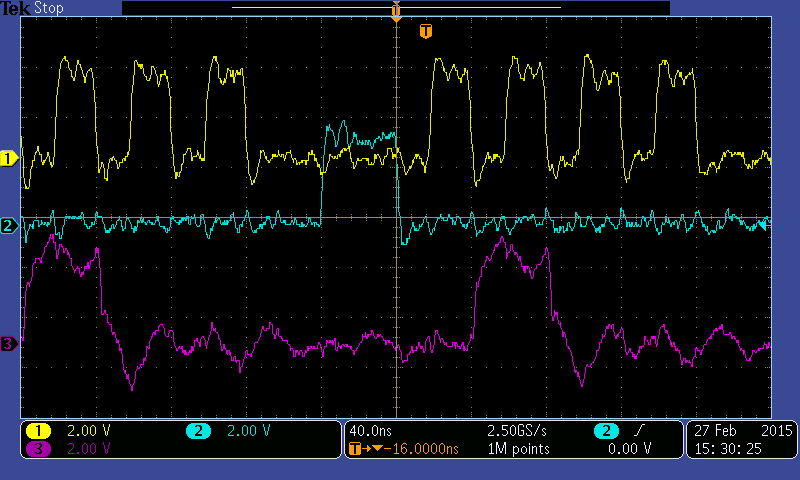 Tek Stop
T
T
1
2
3
1 2.00 V 2 2.00 V
3 2.00 V
40.0ns 2.50GS/s 2 /
T→▼−16.0000ns 1M points 0.00 V
27 Feb 2015
15:30:25